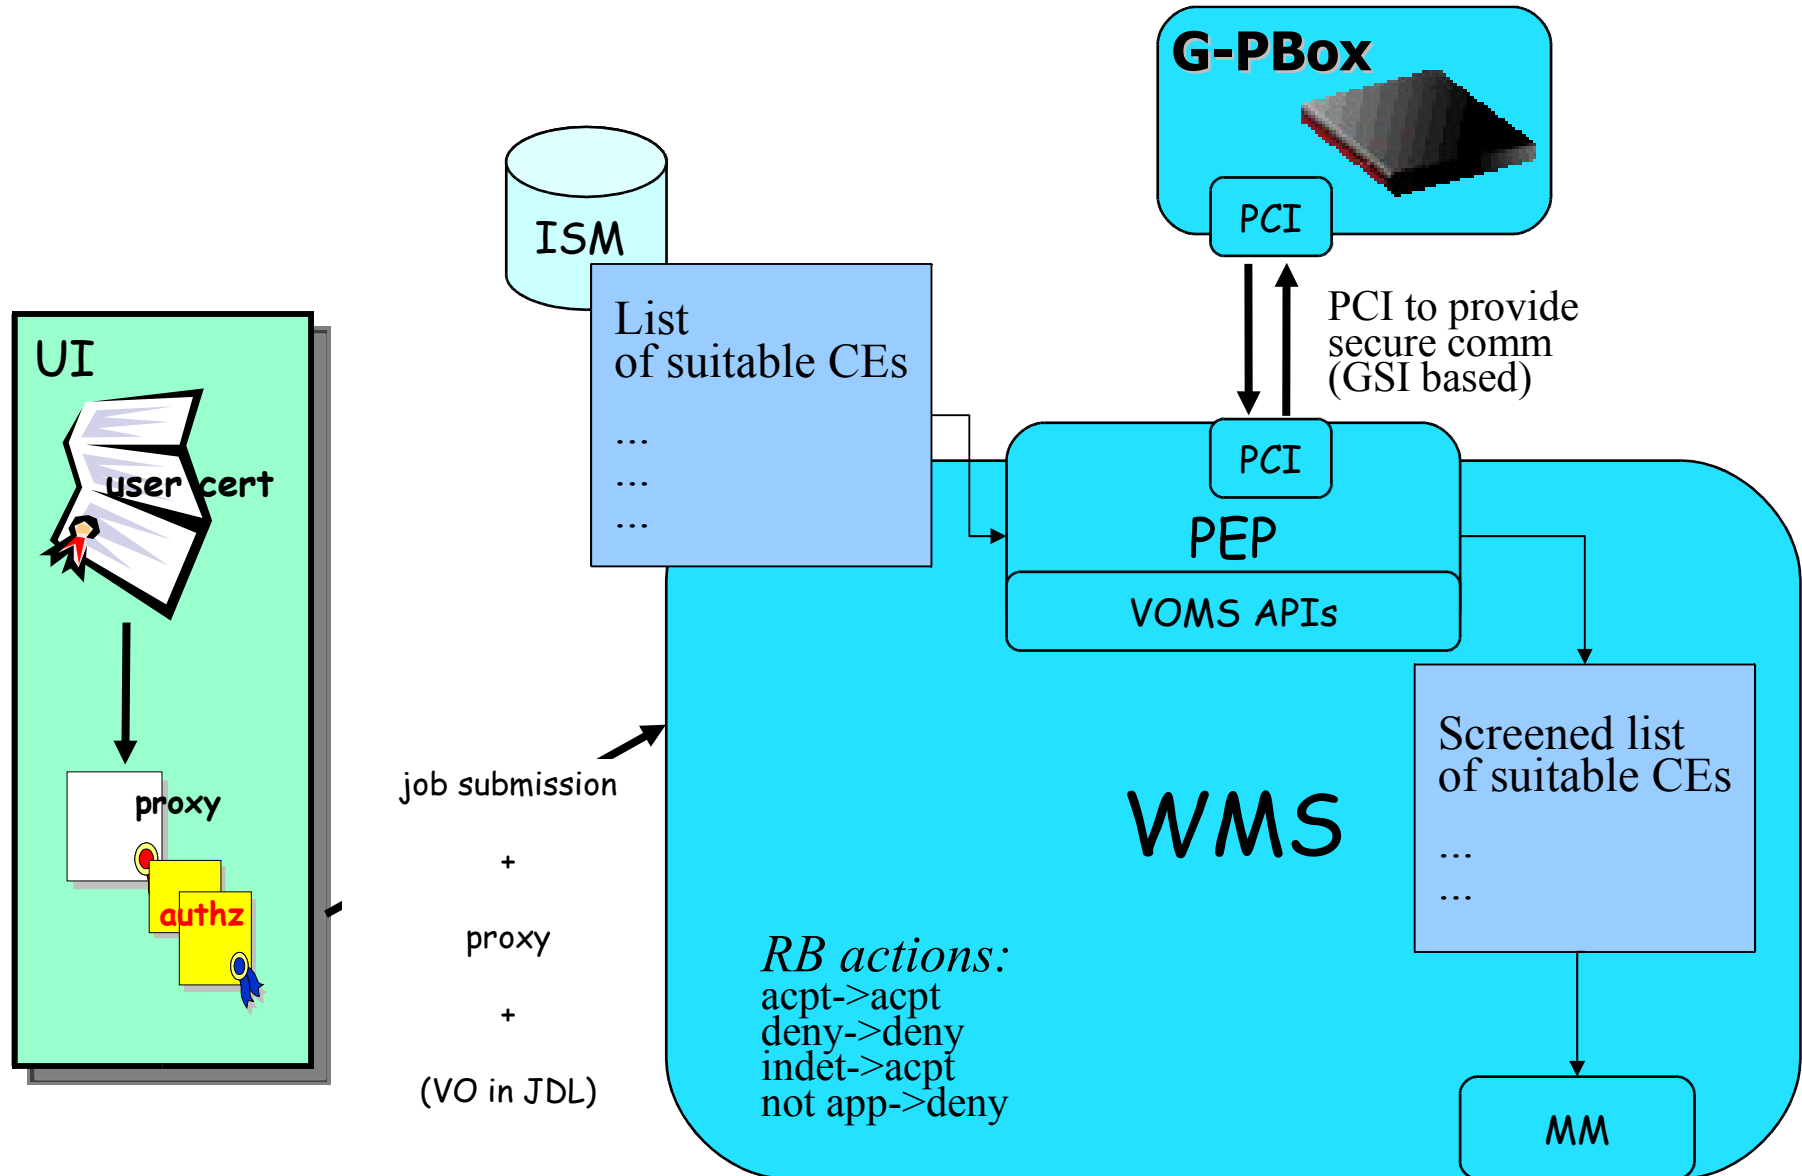 G-PBox
PCI
PCI to provide
secure comm
(GSI based)
ISM
List
of suitable CEs
...
...
...
UI
user cert
proxy
authz
job submission
+
proxy
+
(VO in JDL)
PCI
PEP
VOMS APIs
WMS
Screened list
of suitable CEs
...
...
RB actions:
acpt->acpt
deny->deny
indet->acpt
not app->deny
MM